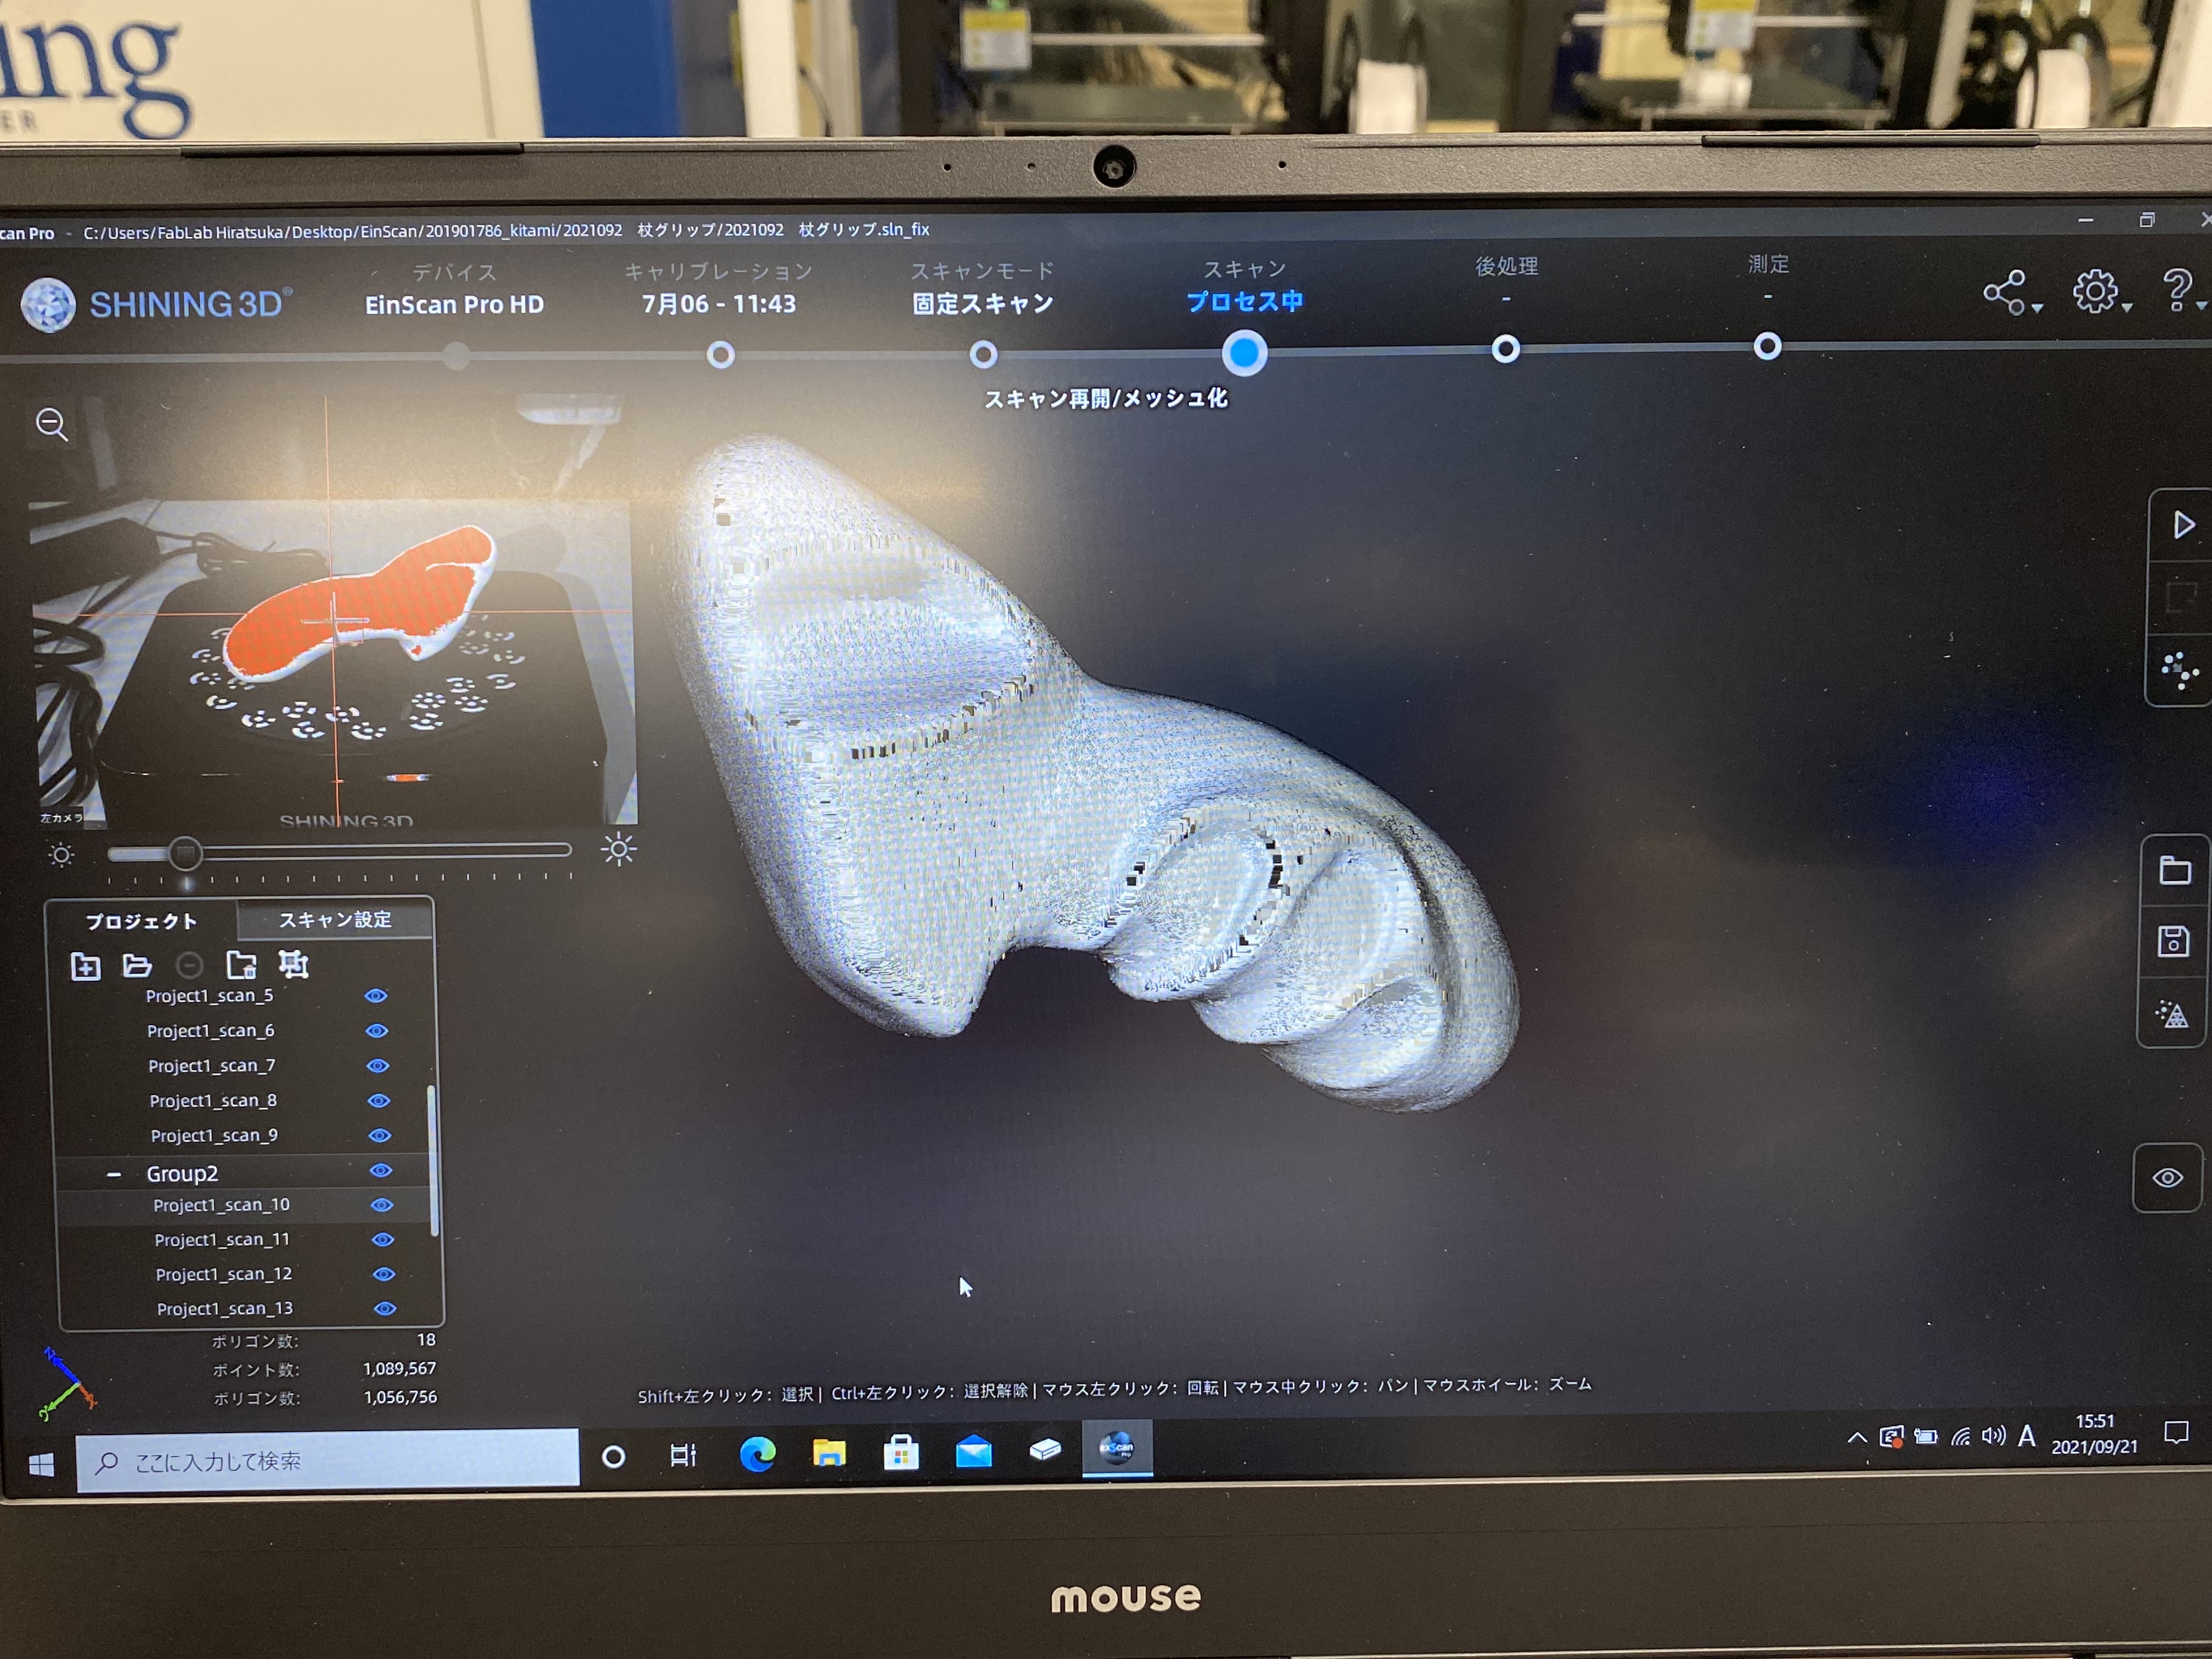 ing
ER
can Pro - C:/Users/FabLab Hiratsuka/Desktop/EinScan/201901786_kitami/2021092 杖グリップ/2021092 杖グリップ.sln_fix
SHINING 3D®
デバイス
EinScan Pro HD
キャリブレーション
7月06 - 11:43
スキャンモード
固定スキャン
スキャン
プロセス中
後処理
-
測定
-
スキャン再開/メッシュ化
左カメラ
SHINING 3D
プロジェクト
スキャン設定
Project1_scan_5
Project1_scan_6
Project1_scan_7
Project1_scan_8
Project1_scan_9
Group2
Project1_scan_10
Project1_scan_11
Project1_scan_12
Project1_scan_13
ポリゴン数: 18
ポイント数: 1,089,567
ポリゴン数: 1,056,756
Shift+左クリック: 選択 | Ctrl+左クリック: 選択解除 | マウス左クリック: 回転 | マウス中クリック: パン | マウスホイール: ズーム
ここに入力して検索
exScan
Pro
A
15:51
2021/09/21
mouse